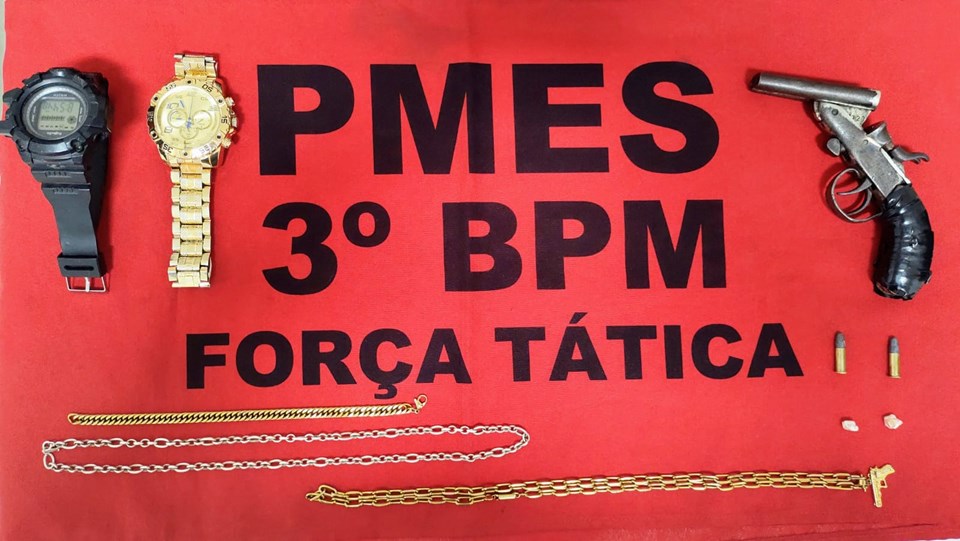 PMES
3º BPM
FORÇA TÁTICA